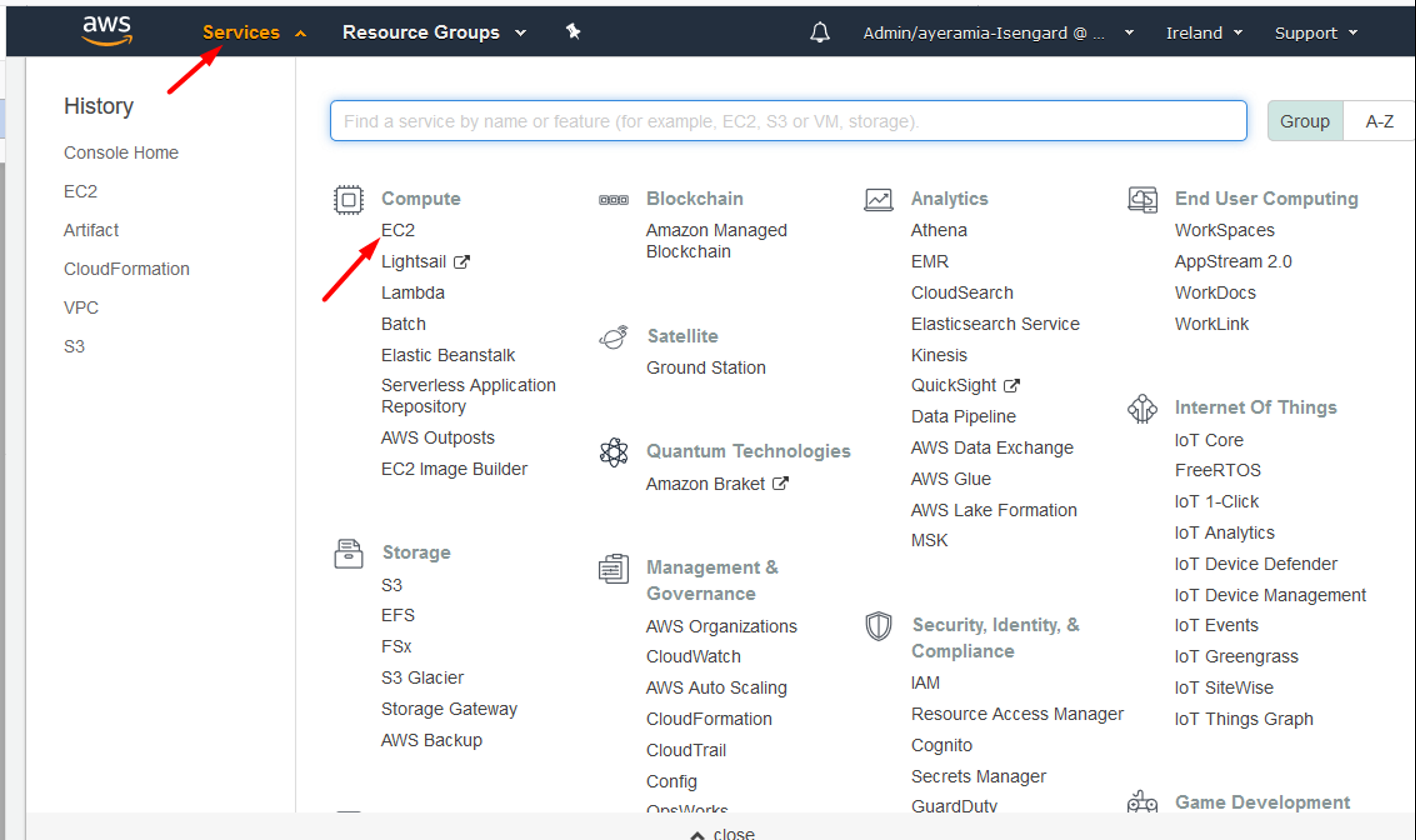 aws
Services
Resource Groups
Admin/ayeramia-Isengard @ ...
Ireland
Support
History
Console Home
EC2
Artifact
CloudFormation
VPC
S3
Find a service by name or feature (for example, EC2, S3 or VM, storage).
Group
A-Z
Compute
EC2
Lightsail
Lambda
Batch
Elastic Beanstalk
Serverless Application
Repository
AWS Outposts
EC2 Image Builder
Storage
S3
EFS
FSx
S3 Glacier
Storage Gateway
AWS Backup
Blockchain
Amazon Managed
Blockchain
Satellite
Ground Station
Quantum Technologies
Amazon Braket
Management &
Governance
AWS Organizations
CloudWatch
AWS Auto Scaling
CloudFormation
CloudTrail
Config
OpsWorks
Analytics
Athena
EMR
CloudSearch
Elasticsearch Service
Kinesis
QuickSight
Data Pipeline
AWS Data Exchange
AWS Glue
AWS Lake Formation
MSK
Security, Identity, &
Compliance
IAM
Resource Access Manager
Cognito
Secrets Manager
GuardDuty
End User Computing
WorkSpaces
AppStream 2.0
WorkDocs
WorkLink
Internet Of Things
IoT Core
FreeRTOS
IoT 1-Click
IoT Analytics
IoT Device Defender
IoT Device Management
IoT Events
IoT Greengrass
IoT SiteWise
IoT Things Graph
Game Development
close